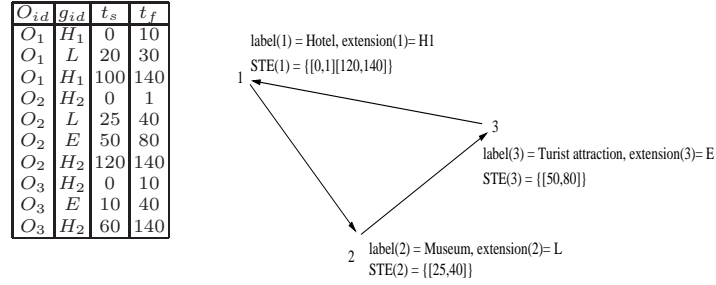 O_id g_id t_s t_f
O_1 H_1 0 10
O_1 L 20 30
O_1 H_1 100 140
O_2 H_2 0 1
O_2 L 25 40
O_2 E 50 80
O_2 H_2 120 140
O_3 H_2 0 10
O_3 E 10 40
O_3 H_2 60 140
label(1) = Hotel, extension(1)= H1
STE(1) = {[0,1][120,140]}
1
3
label(3) = Turist attraction, extension(3)= E
STE(3) = {[50,80]}
2
label(2) = Museum, extension(2)= L
STE(2) = {[25,40]}